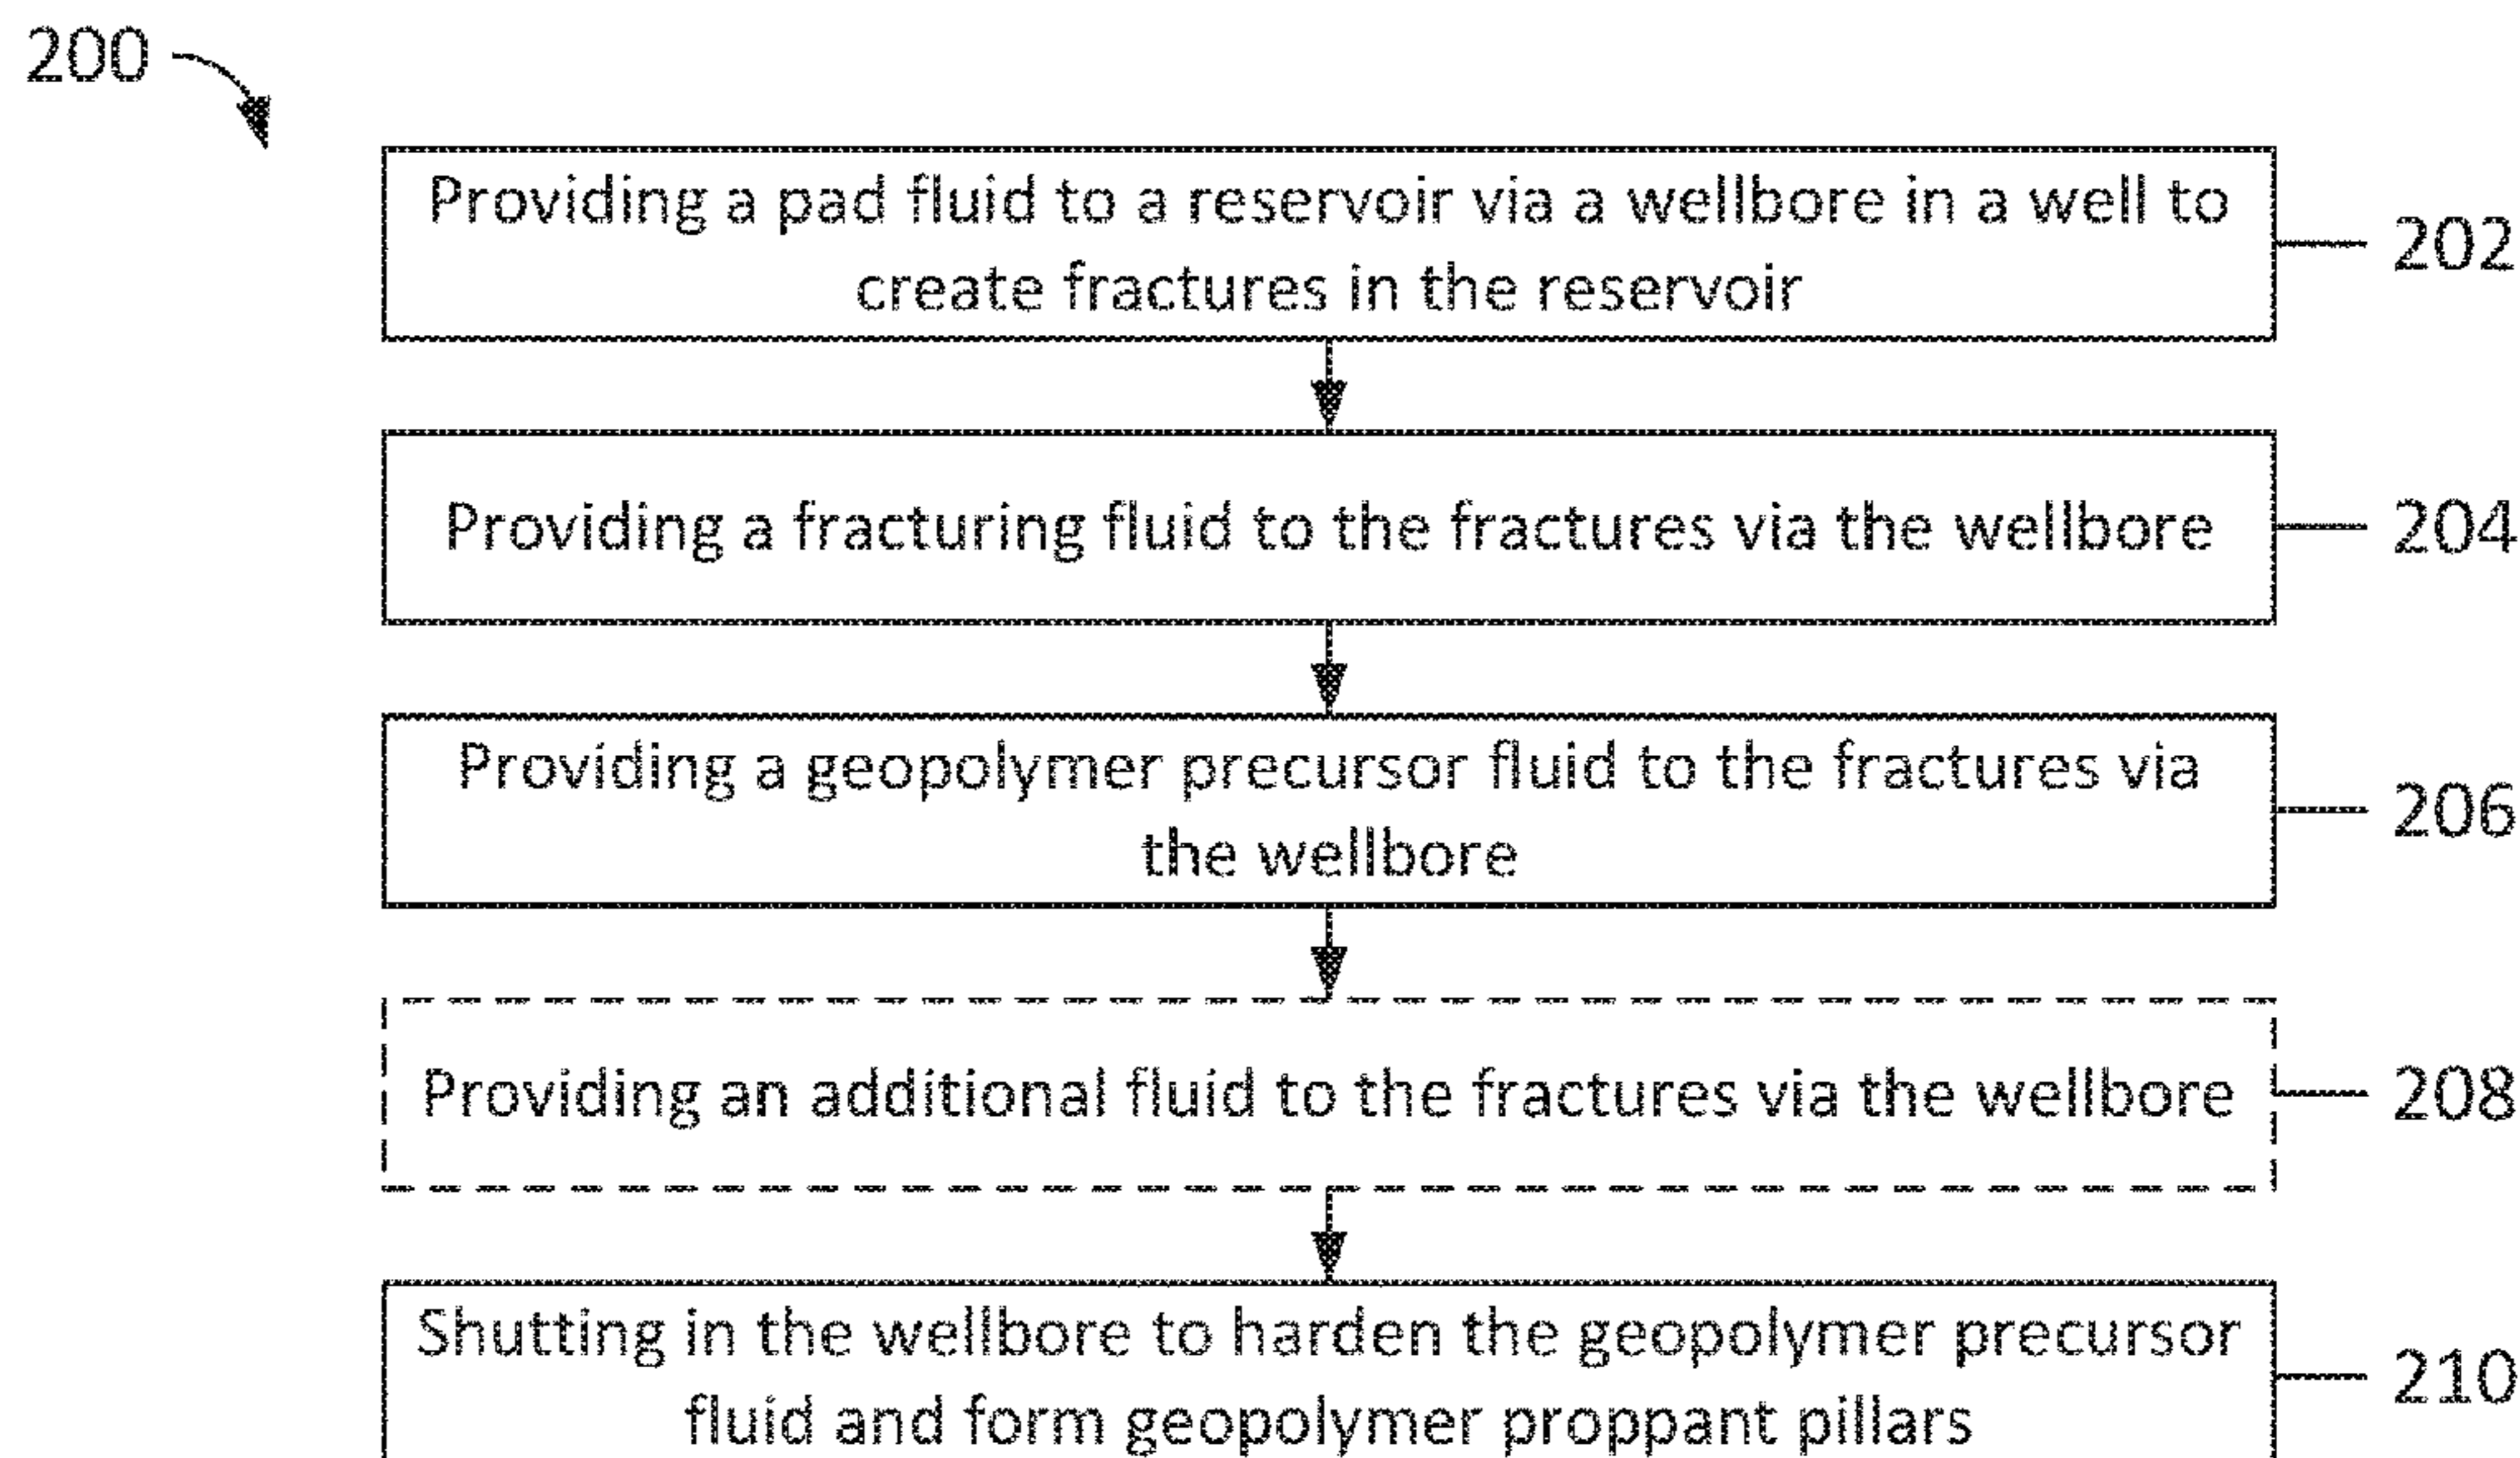 200
Providing a pad fluid to a reservoir via a wellbore in a well to
create fractures in the reservoir
202
Providing a fracturing fluid to the fractures via the wellbore
204
Providing a geopolymer precursor fluid to the fractures via
the wellbore
206
Providing an additional fluid to the fractures via the wellbore
208
Shutting in the wellbore to harden the geopolymer precursor
fluid and form geopolymer proppant pillars
210